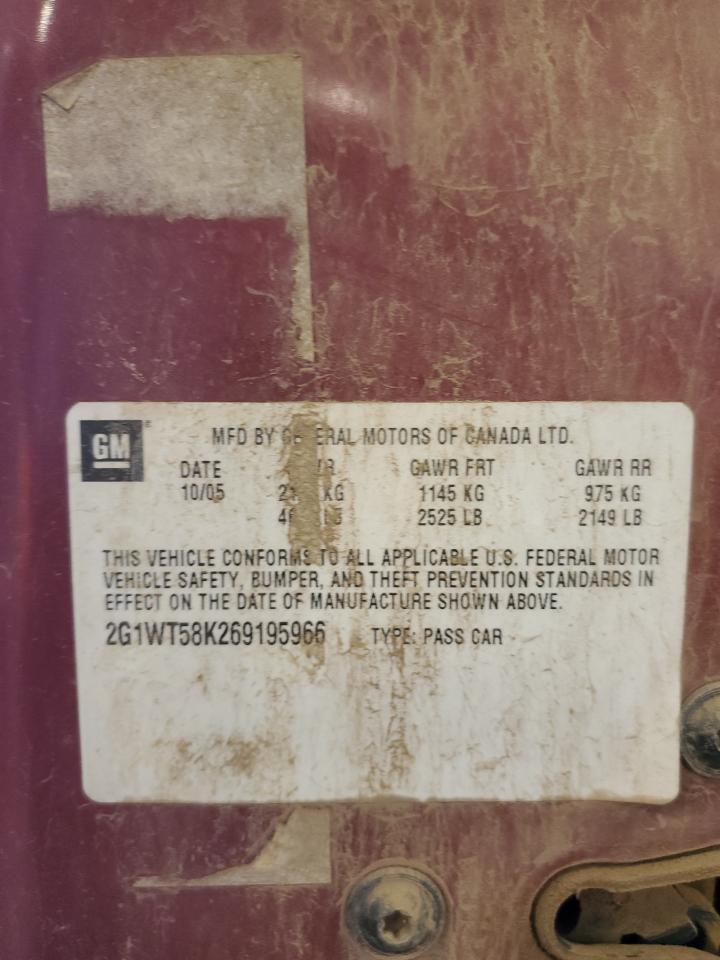 GM
MFD BY GENERAL MOTORS OF CANADA LTD.
DATE GAWR FRT GAWR RR
10/05 KG 1145 KG 975 KG
2525 LB 2149 LB
THIS VEHICLE CONFORMS TO ALL APPLICABLE U.S. FEDERAL MOTOR
VEHICLE SAFETY, BUMPER, AND THEFT PREVENTION STANDARDS IN
EFFECT ON THE DATE OF MANUFACTURE SHOWN ABOVE.
2G1WT58K269195966 TYPE: PASS CAR